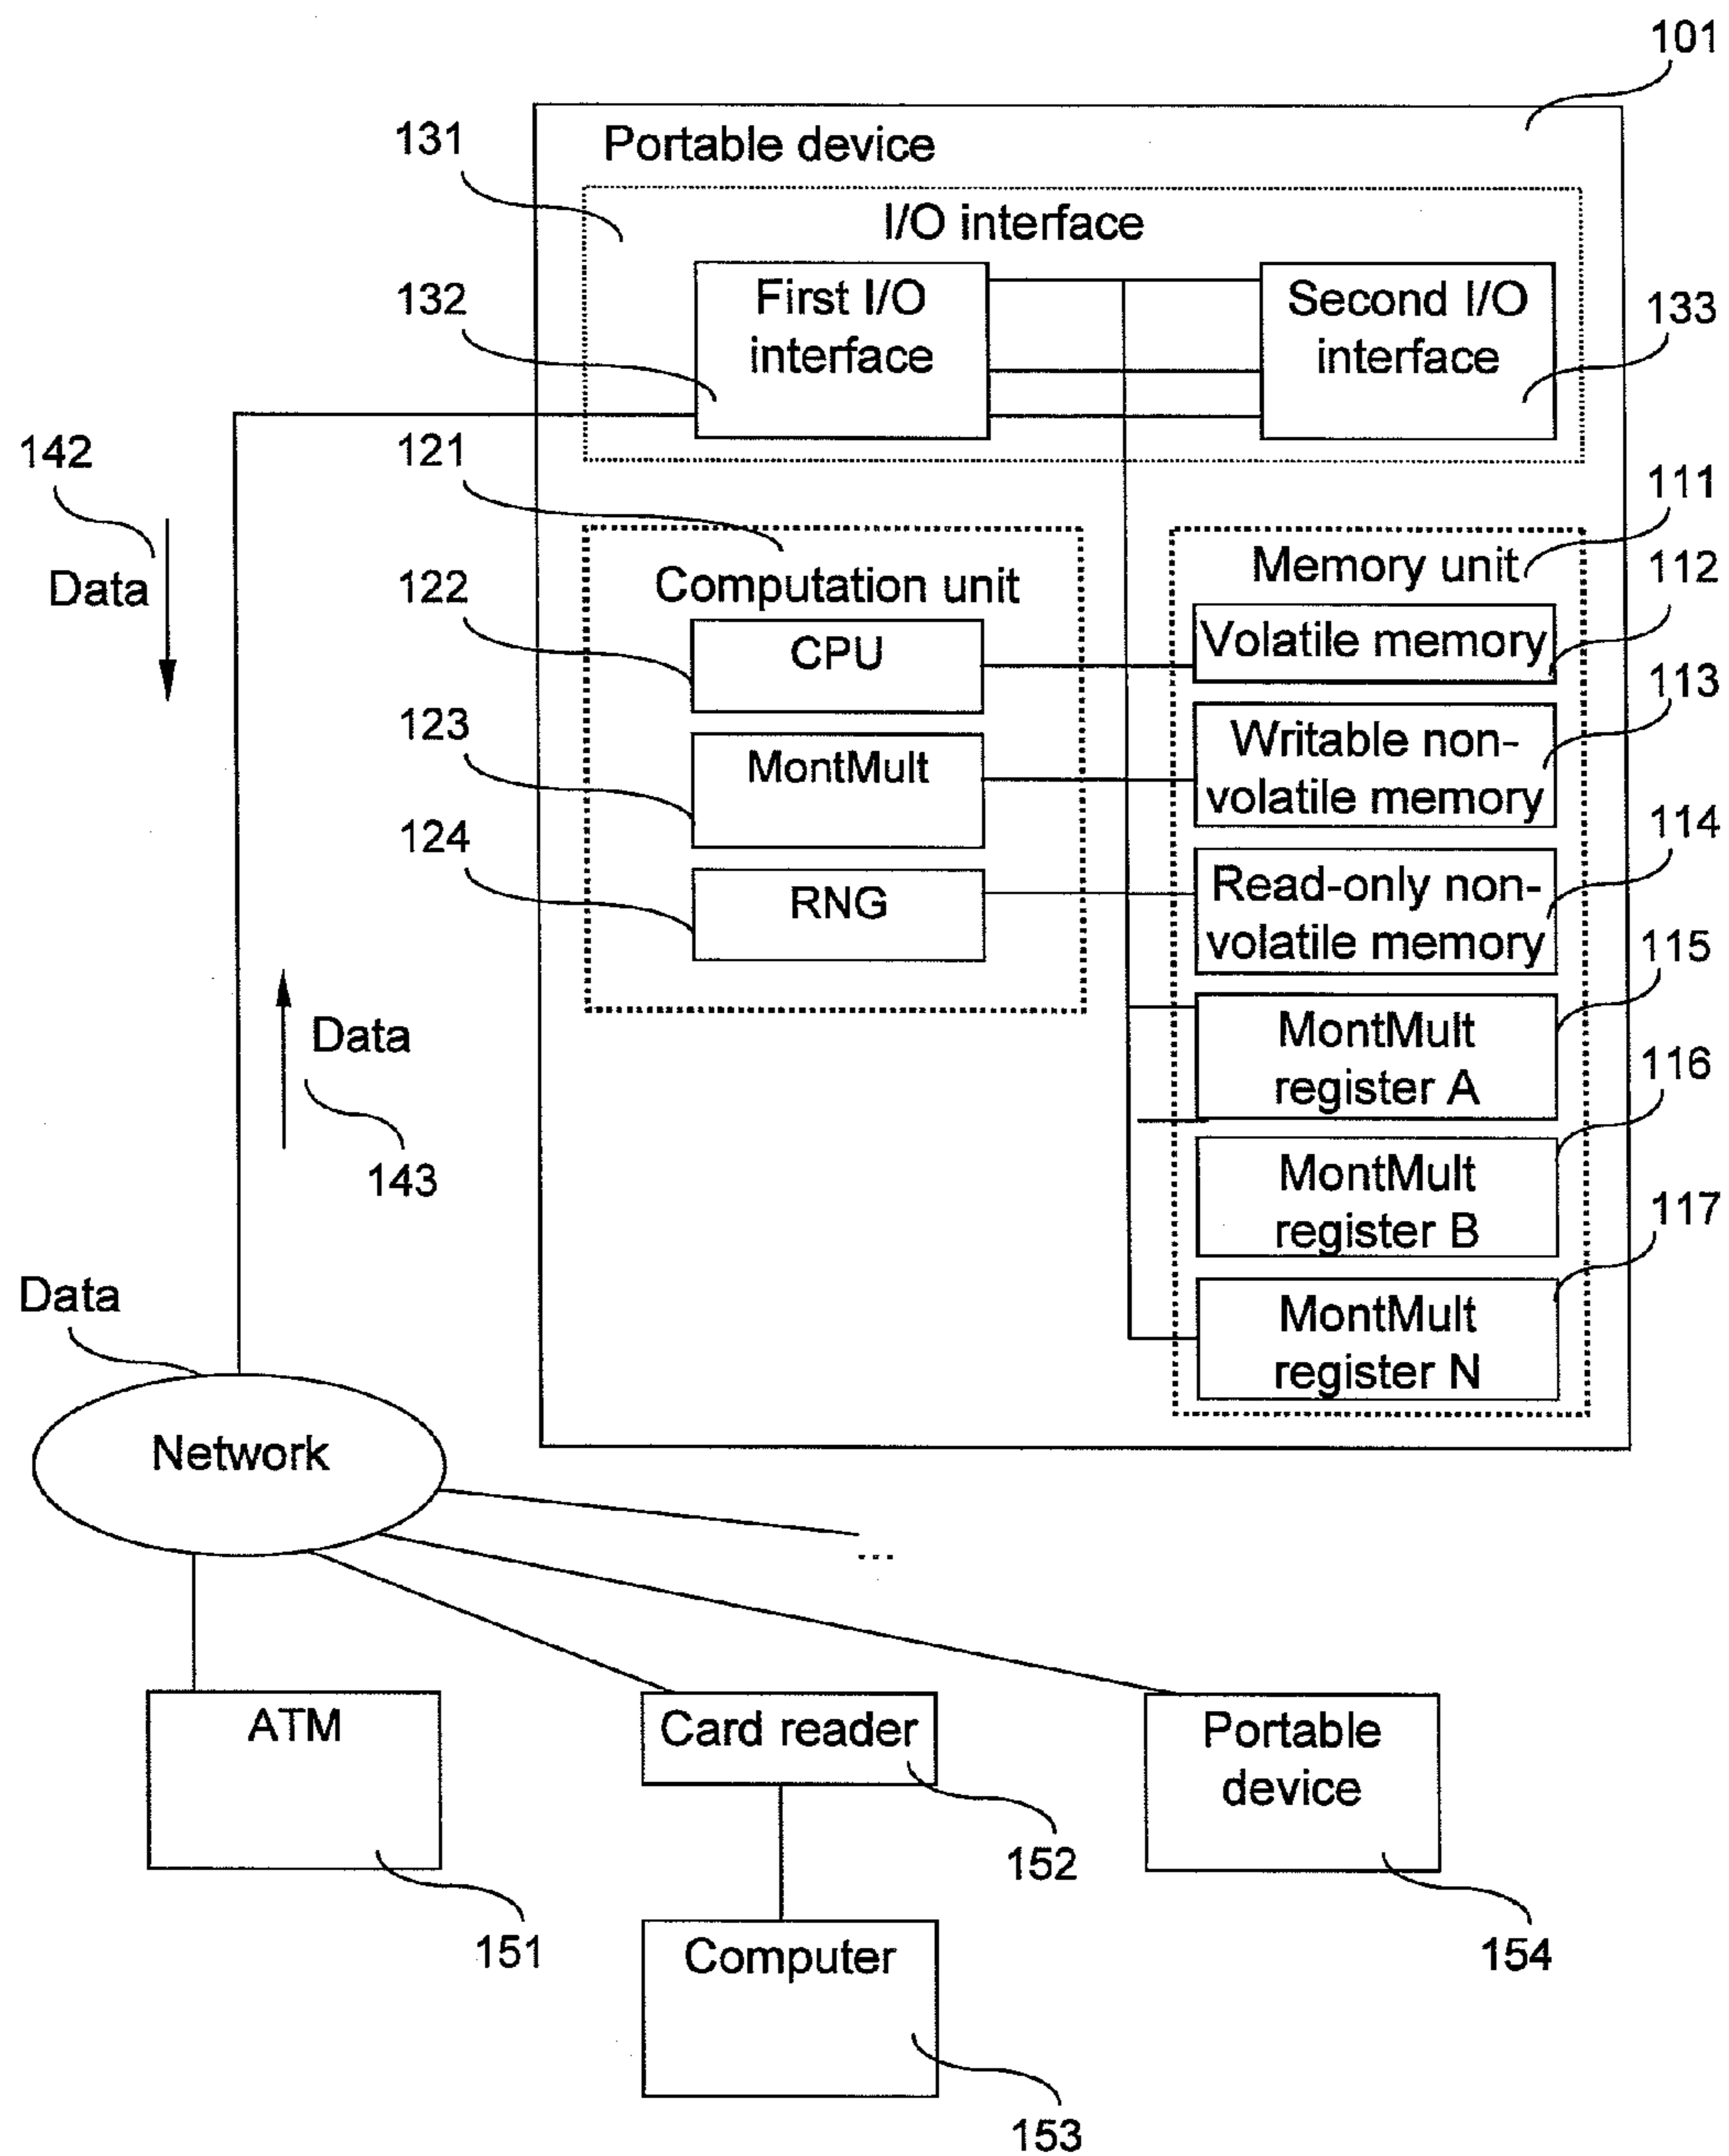 101
131
Portable device
I/O interface
132
First I/O
interface
Second I/O
interface
133
142
Data
121
111
Memory unit
112
Computation unit
122
CPU
Volatile memory
113
123
MontMult
Writable non-
volatile memory
114
124
RNG
Read-only non-
volatile memory
115
Data
143
MontMult
register A
116
MontMult
register B
117
Data
MontMult
register N
Network
...
ATM
151
Card reader
152
Portable
device
154
Computer
153